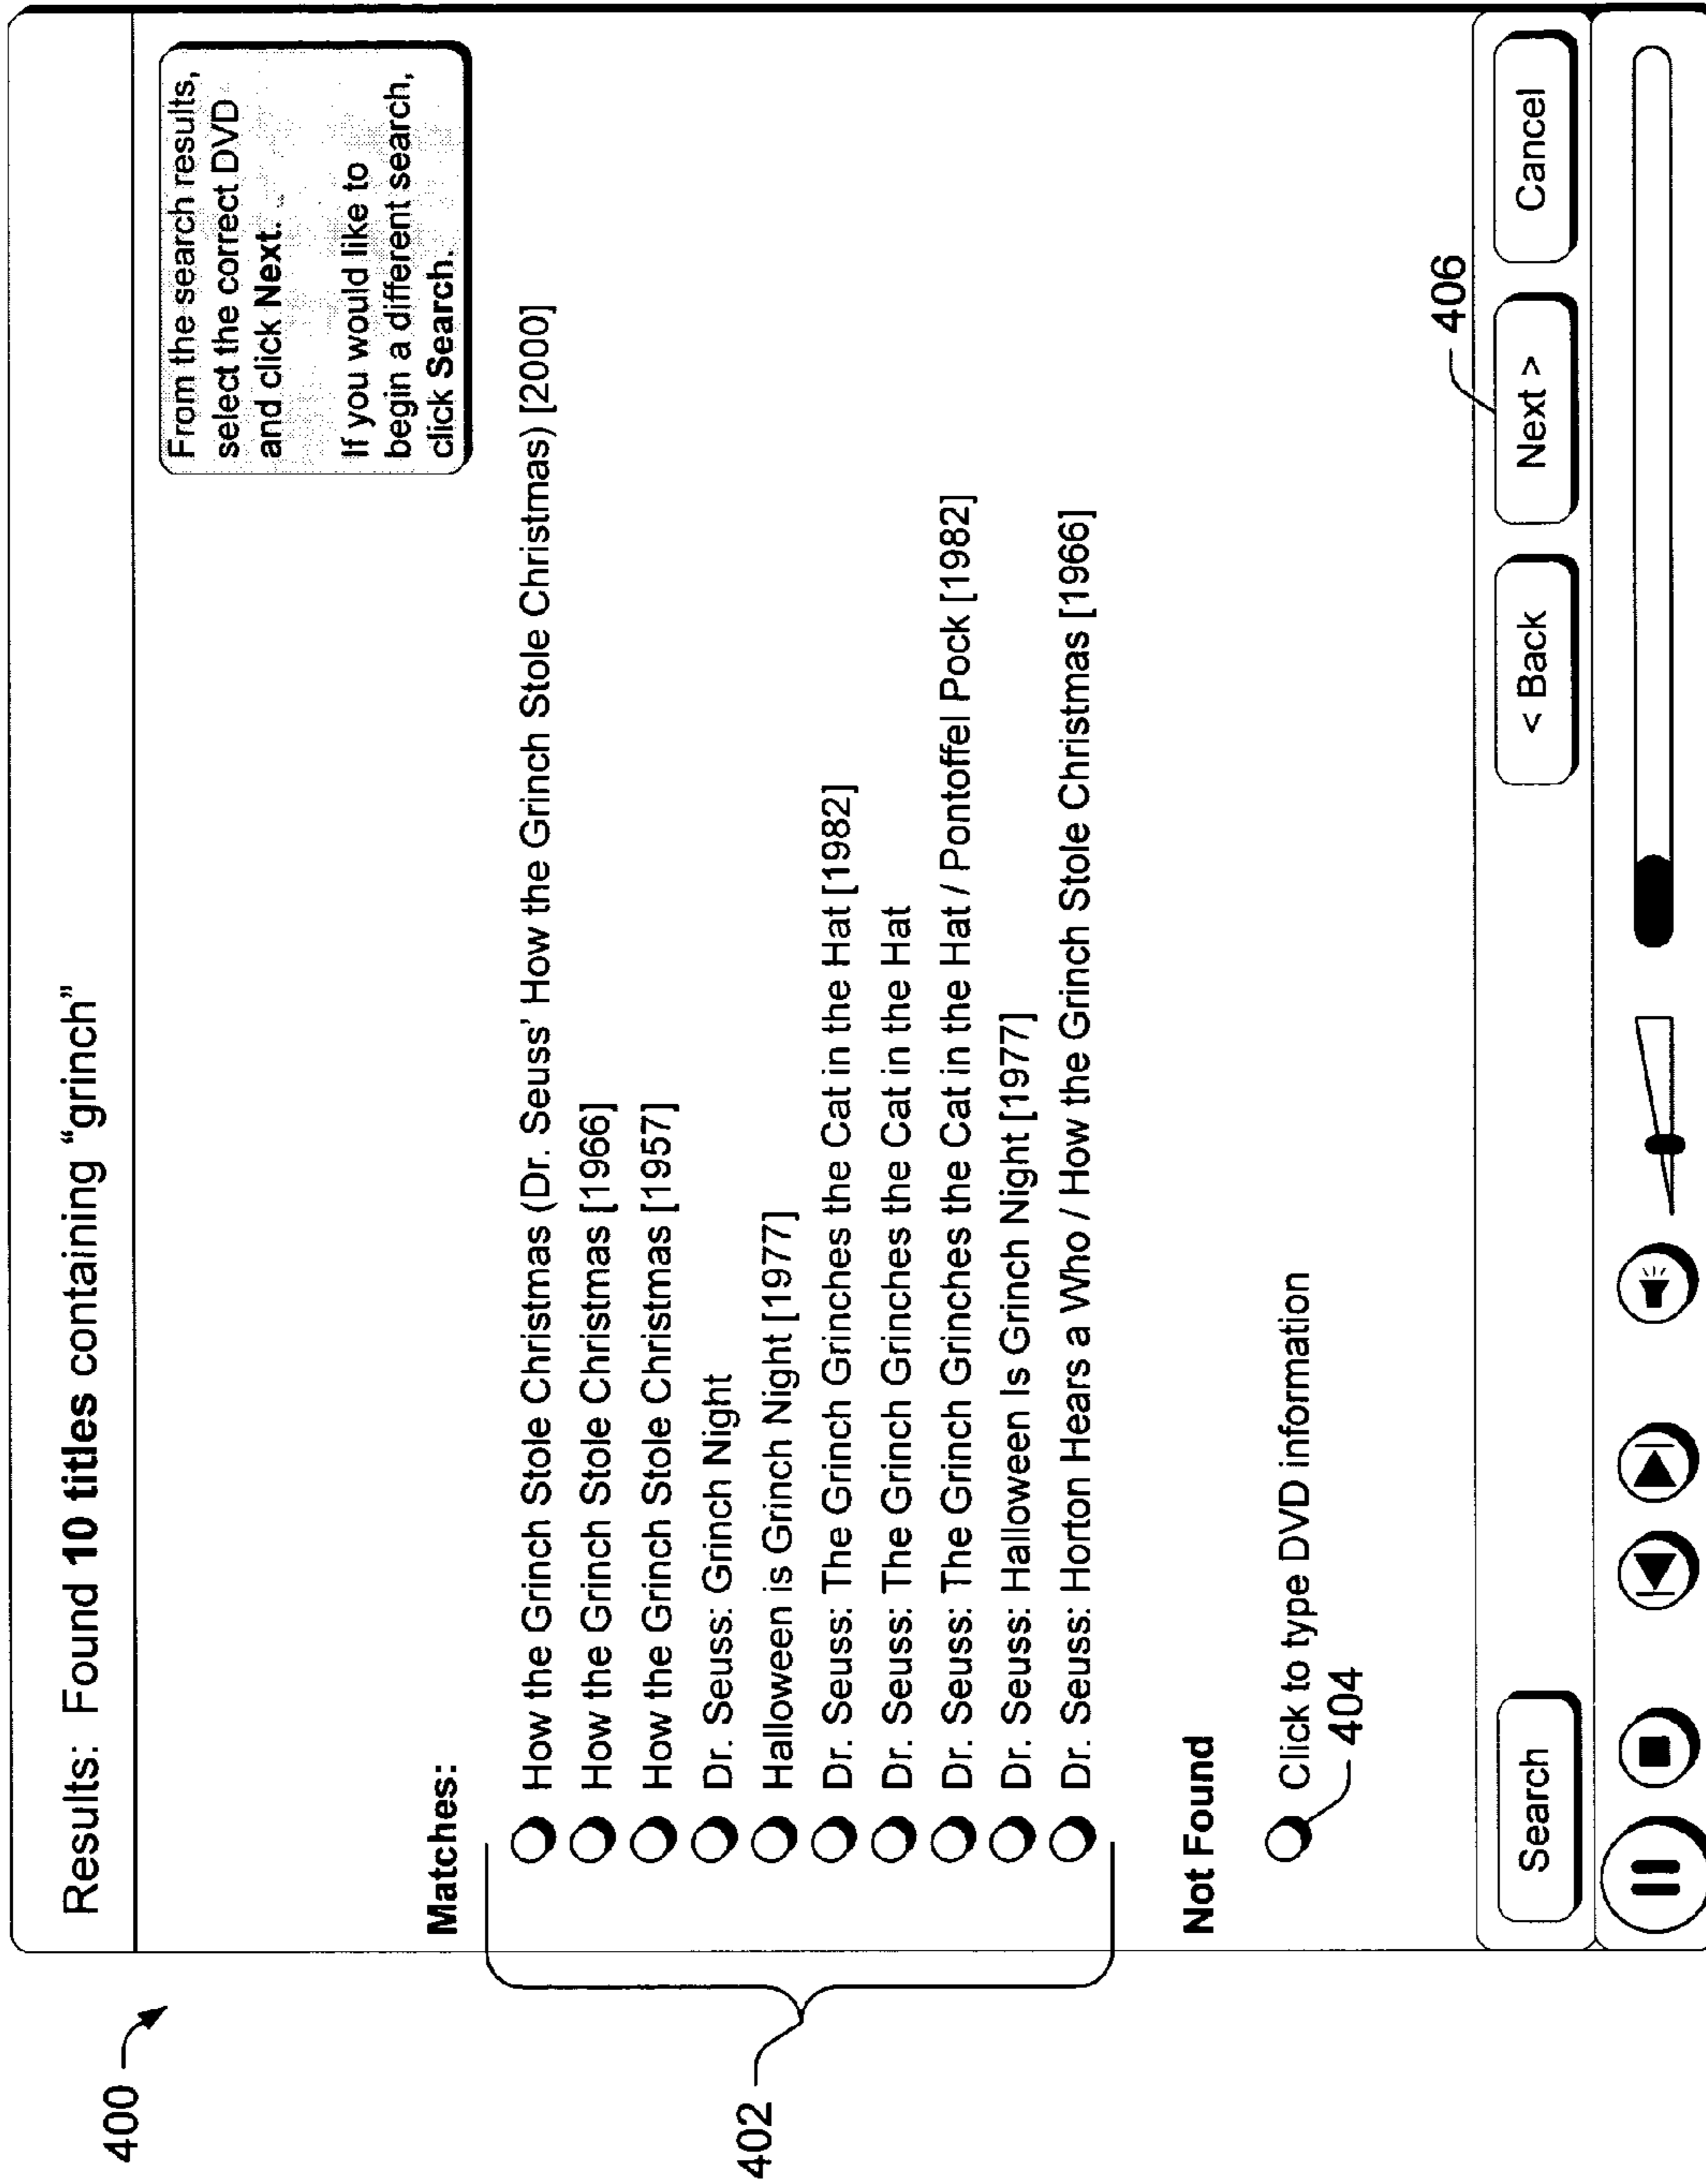 400
Results: Found 10 titles containing “grinch”
From the search results,
select the correct DVD
and click Next.
If you would like to
begin a different search,
click Search.
Matches:
402
How the Grinch Stole Christmas (Dr. Seuss’ How the Grinch Stole Christmas) [2000]
How the Grinch Stole Christmas [1966]
How the Grinch Stole Christmas [1957]
Dr. Seuss: Grinch Night
Halloween is Grinch Night [1977]
Dr. Seuss: The Grinch Grinches the Cat in the Hat [1982]
Dr. Seuss: The Grinch Grinches the Cat in the Hat
Dr. Seuss: The Grinch Grinches the Cat in the Hat / Pontoffel Pock [1982]
Dr. Seuss: Halloween Is Grinch Night [1977]
Dr. Seuss: Horton Hears a Who / How the Grinch Stole Christmas [1966]
Not Found
Click to type DVD information
404
406
Search
< Back
Next >
Cancel